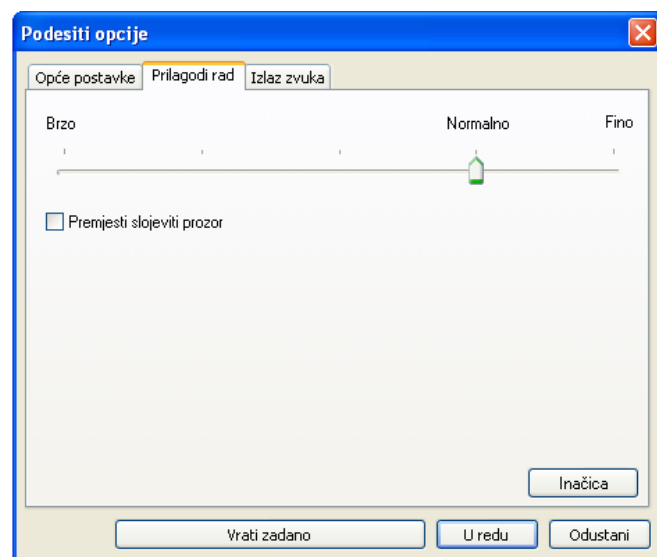 Podesiti opcije
Opće postavke Prilagodi rad Izlaz zvuka
Brzo Normalno Fino
Premjesti slojeviti prozor
Inačica
Vrati zadano U redu Odustani